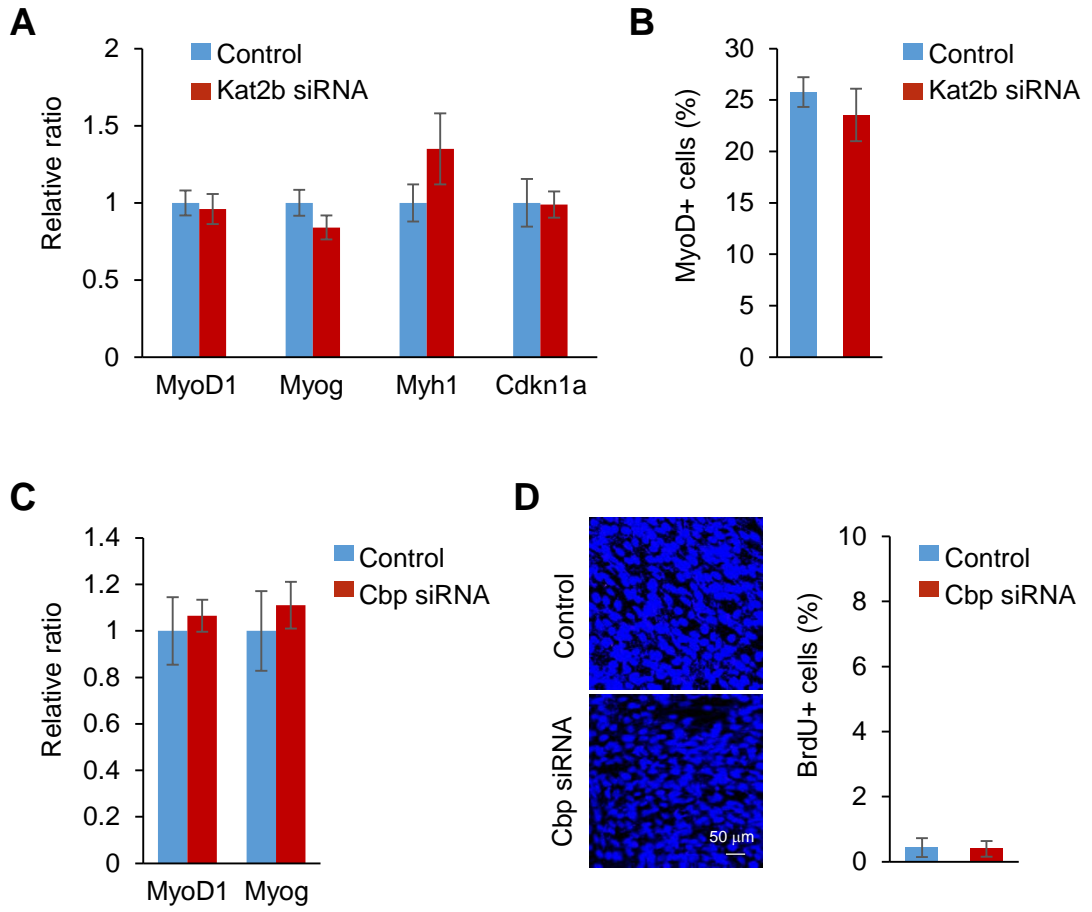 A
Control
Kat2b siRNA
Relative ratio
2
1.5
1
0.5
0
MyoD1 Myog Myh1 Cdkn1a
B
Control
Kat2b siRNA
MyoD+ cells (%)
30
25
20
15
10
5
0
C
Control
Cbp siRNA
Relative ratio
1.4
1.2
1
0.8
0.6
0.4
0.2
0
MyoD1 Myog
D
Control
Cbp siRNA
50 μm
Control
Cbp siRNA
BrdU+ cells (%)
10
8
6
4
2
0